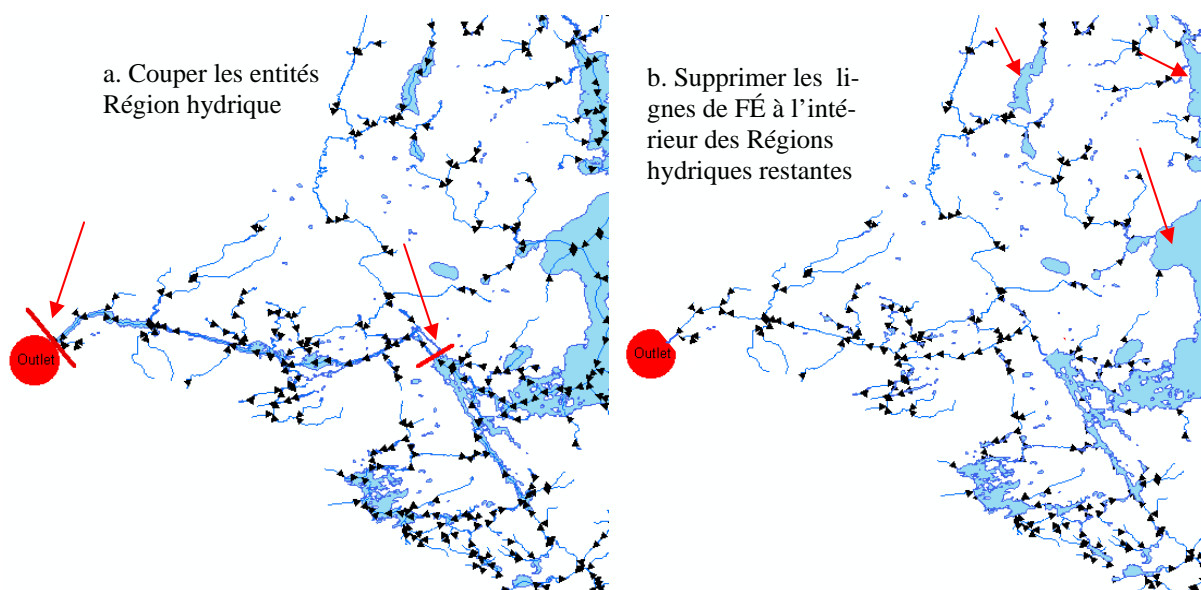 a. Couper les entités
Région hydrique
Outlet
b. Supprimer les li-
gnes de FÉ à l'inté-
rieur des Régions
hydriques restantes
Outlet